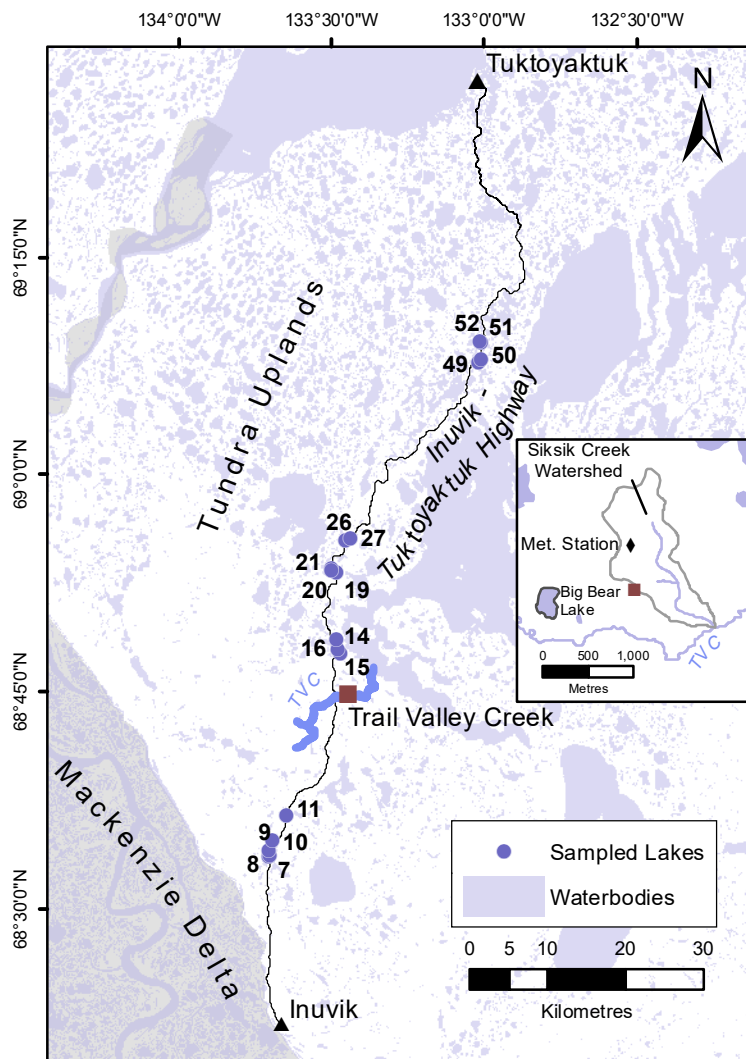 134°0'0"W 133°30'0"W 133°0'0"W 132°30'0"W
Tuktoyaktuk
N
69°15'0"N
Tundra Uplands
52 51
49 50
Inuvik -
Tuktoyaktuk Highway
69°0'0"N
Siksik Creek
Watershed
Met. Station
Big Bear
Lake
TVC
0 500 1,000
Metres
26 27
21
20 19
14
16
15
68°45'0"N
TVC
Trail Valley Creek
Mackenzie Delta
11
9 10
8 7
Sampled Lakes
Waterbodies
68°30'0"N
0 5 10 20 30
Kilometres
Inuvik